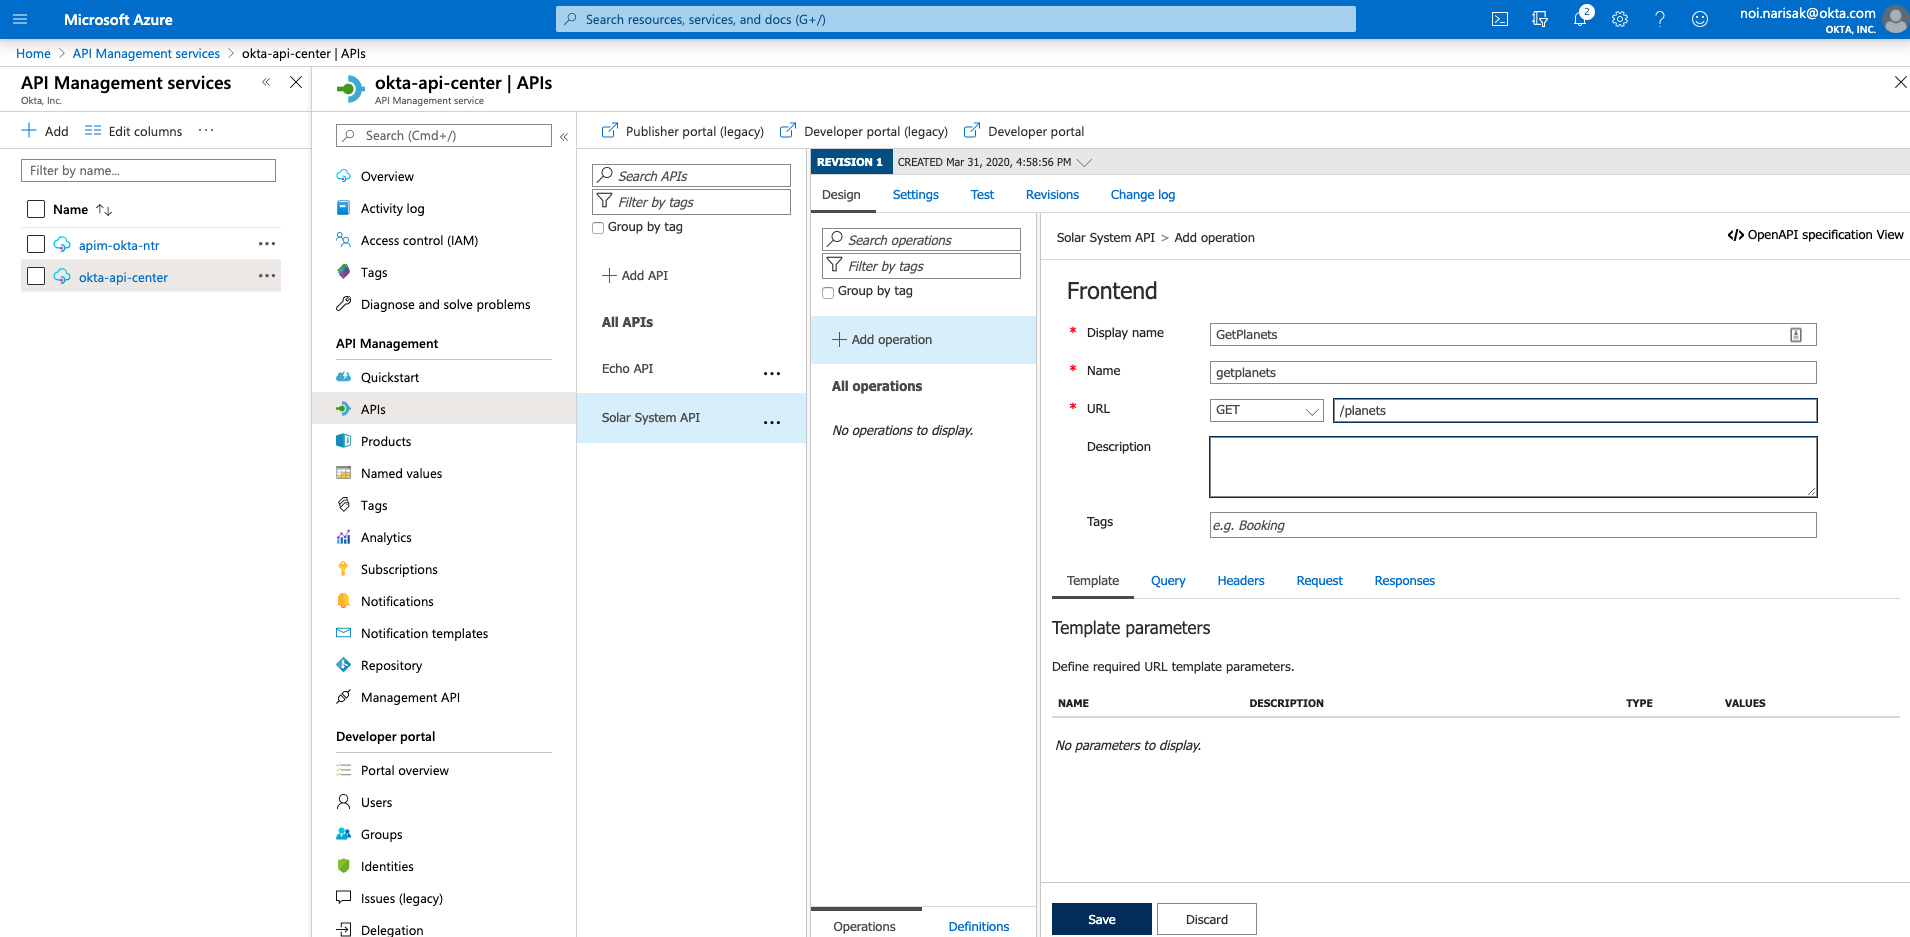 Microsoft Azure
Search resources, services, and docs (G+/)
2
noi.narisak@okta.com
OKTA, INC.
Home > API Management services > okta-api-center | APIs
API Management services
Okta, Inc.
Add
Edit columns
Filter by name...
Name
apim-okta-ntr
okta-api-center
okta-api-center | APIs
API Management service
Search (Cmd+/)
Overview
Activity log
Access control (IAM)
Tags
Diagnose and solve problems
API Management
Quickstart
APIs
Products
Named values
Tags
Analytics
Subscriptions
Notifications
Notification templates
Repository
Management API
Developer portal
Portal overview
Users
Groups
Identities
Issues (legacy)
Delegation
Publisher portal (legacy)
Developer portal (legacy)
Developer portal
Search APIs
Filter by tags
Group by tag
Add API
All APIs
Echo API
Solar System API
REVISION 1
CREATED Mar 31, 2020, 4:58:56 PM
Design
Settings
Test
Revisions
Change log
Search operations
Filter by tags
Group by tag
Add operation
All operations
No operations to display.
Operations
Definitions
Solar System API > Add operation
</> OpenAPI specification View
Frontend
* Display name
GetPlanets
* Name
getplanets
* URL
GET
/planets
Description
Tags
e.g. Booking
Template
Query
Headers
Request
Responses
Template parameters
Define required URL template parameters.
NAME
DESCRIPTION
TYPE
VALUES
No parameters to display.
Save
Discard